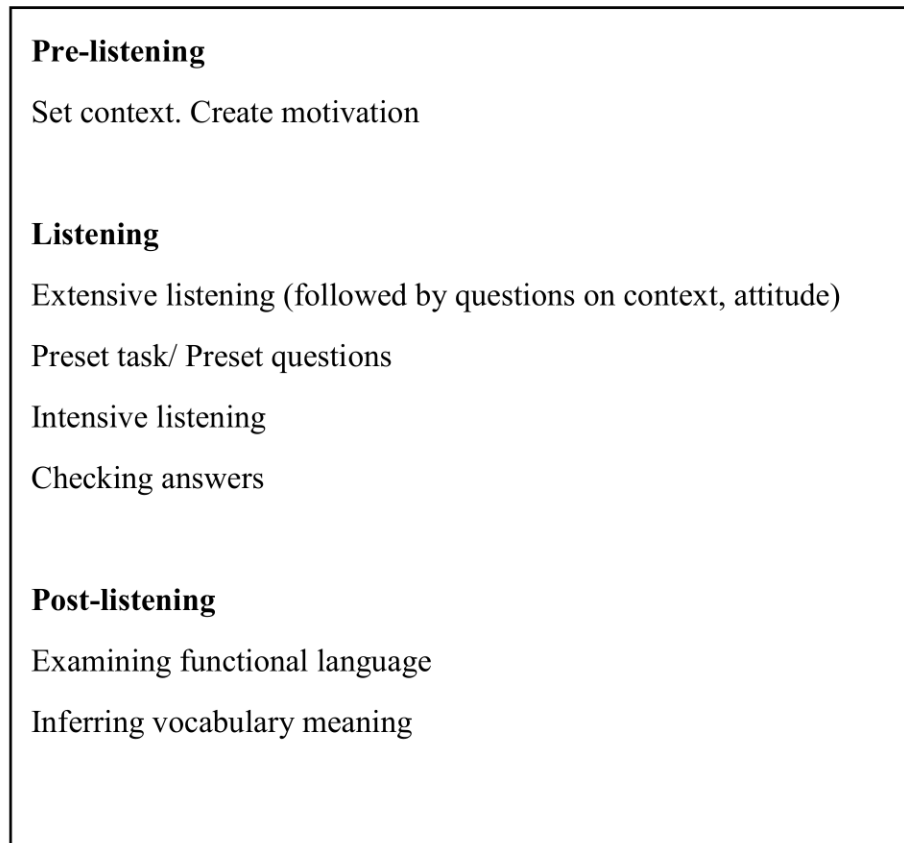 Pre-listening
Set context. Create motivation
Listening
Extensive listening (followed by questions on context, attitude)
Preset task/ Preset questions
Intensive listening
Checking answers
Post-listening
Examining functional language
Inferring vocabulary meaning